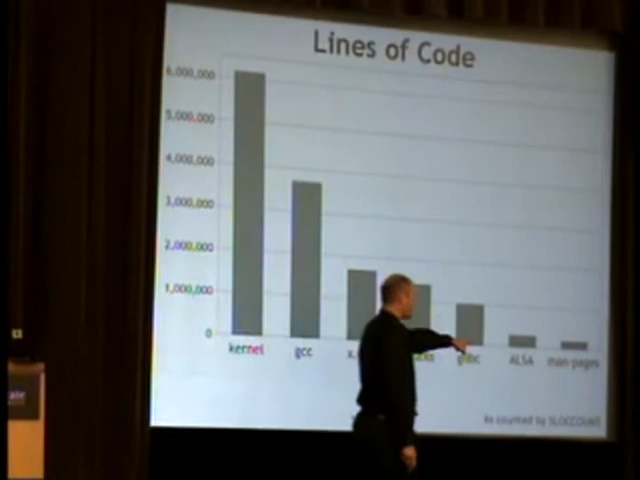 Lines of Code
6,000,000
5,000,000
4,000,000
3,000,000
2,000,000
1,000,000
0
kernel gcc x. glibc ALSA man-pages
As counted by SLOCCOUNT